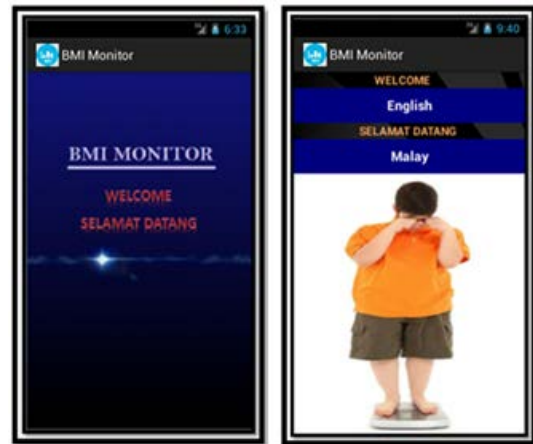 6:33
BMI Monitor
BMI MONITOR
WELCOME
SELAMAT DATANG
9:40
BMI Monitor
WELCOME
English
SELAMAT DATANG
Malay